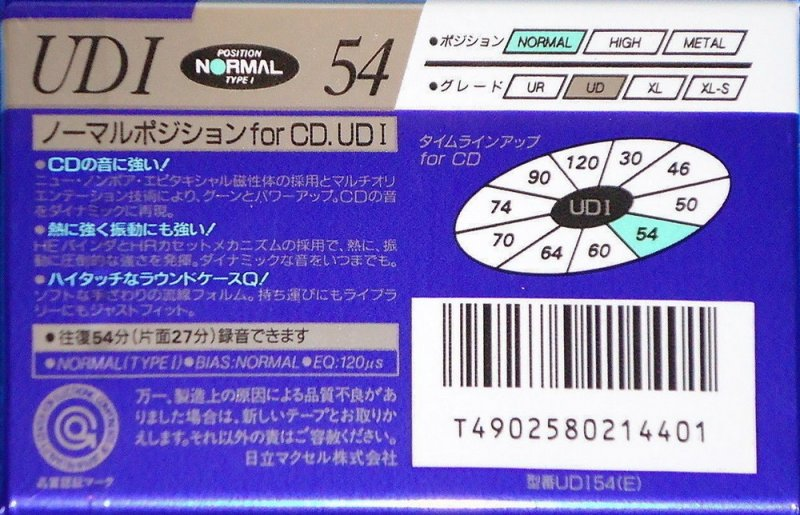 UDI
POSITION
NORMAL
TYPE I
54
●ポジション NORMAL HIGH METAL
●グレード UR UD XL XL-S
ノーマルポジションfor CD.UDI
●CDの音に強い!
ニュー・ノンポア・エピタキシャル磁性体の採用とマルチオリ
エンテーション技術により、グーンとパワーアップ。CDの音
をダイナミックに再現。
●熱に強く振動にも強い!
HEバインダとHRカセットメカニズムの採用で、熱に、振
動に圧倒的な強さを発揮。ダイナミックな音をいつまでも。
●ハイタッチなラウンドケースQ!
ソフトな手ざわりの流線フォルム。持ち運びにもライブラ
リーにもジャストフィット。
●往復54分(片面27分)録音できます
●NORMAL(TYPE I)●BIAS:NORMAL●EQ:120μs
万一、製造上の原因による品質不良があ
りました場合は、新しいテープとお取りか
えします。それ以外の責はご容赦ください。
日立マクセル株式会社
品質認証マーク
タイムラインアップ
for CD
120
30
46
50
54
60
64
70
74
90
UDI
T4902580214401
型番UDI54(E)